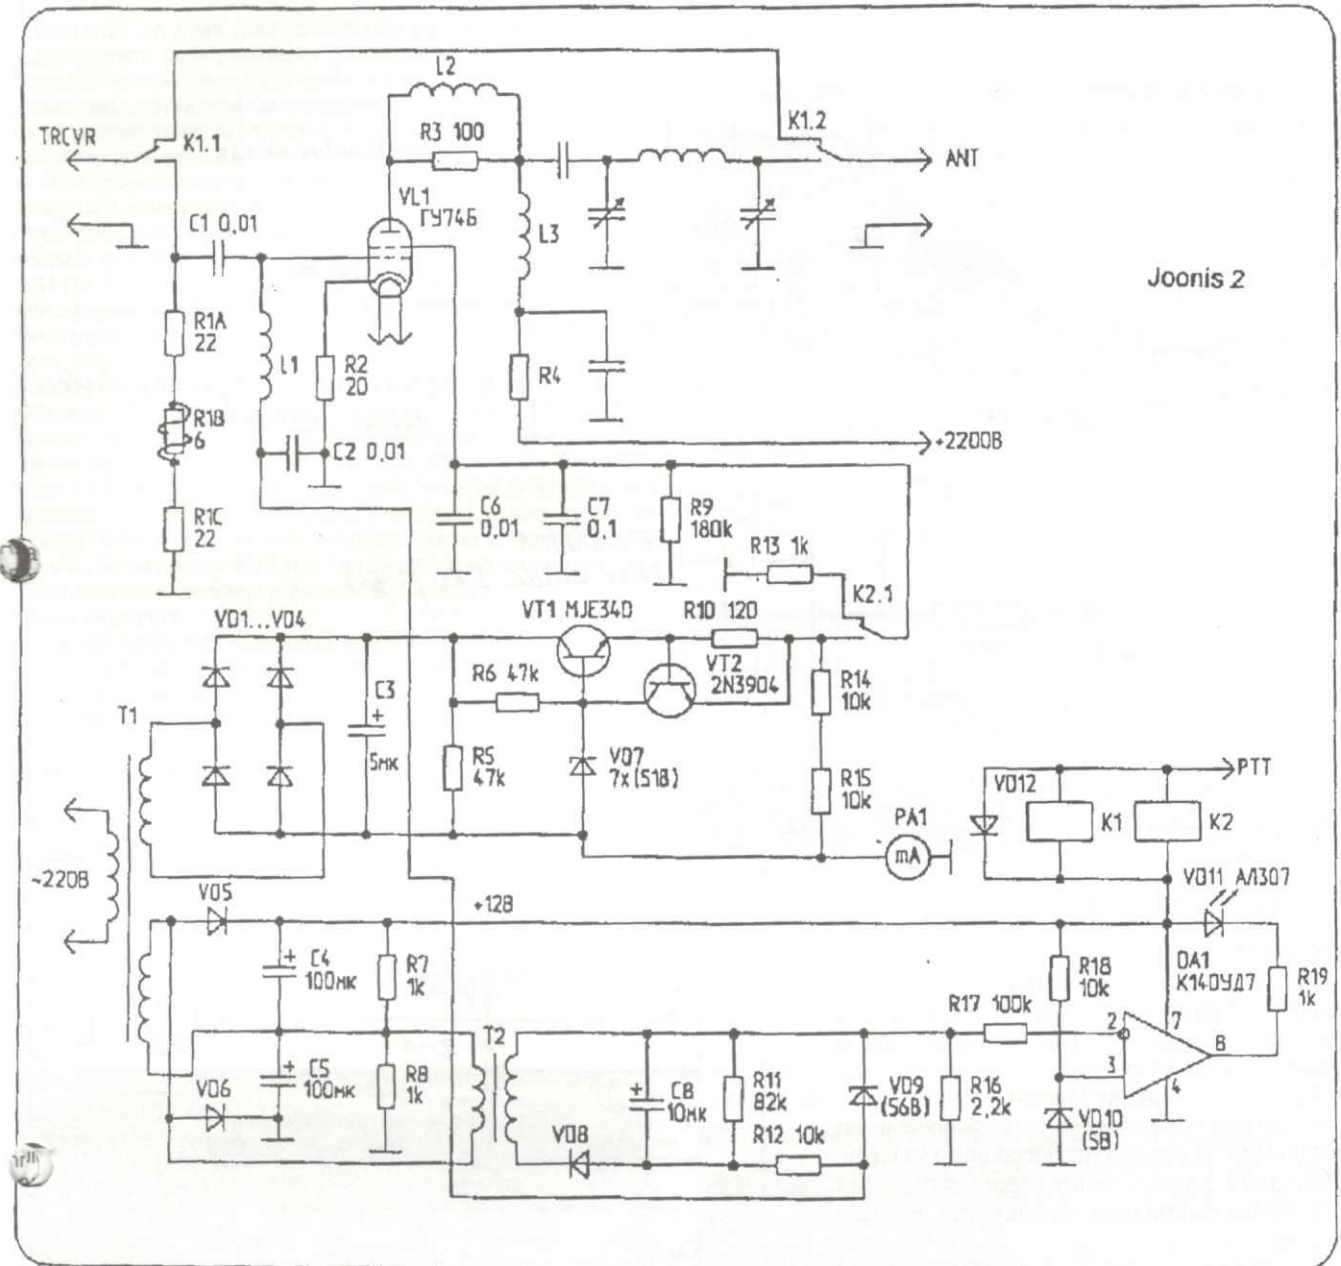 L2
TRCVR
K1.1
R3 100
K1.2
ANT
VL1
ГУ74Б
C1 0,01
L3
Joonis 2
R1A
22
L1
R2
20
R4
R1B
6
C2 0,01
+2200В
R1C
22
C6
0,01
C7
0,1
R9
180k
R13 1k
K2.1
VD1...VD4
VT1 MJE340
R10 120
VT2
2N3904
R6 47k
R14
10k
T1
C3
+
5мк
R5
47k
VD7
7x(51В)
R15
10k
PTT
VD12
K1
K2
PA1
mA
~220В
VD5
+12В
VD11 АЛ307
+
C4
100мк
R7
1k
R18
10k
DA1
К140УД7
R19
1k
R17 100k
2
7
6
3
4
T2
+
C5
100мк
R8
1k
VD6
+
C8
10мк
R11
82k
VD9
(56В)
R16
2,2k
VD10
(5В)
VD8
R12 10k